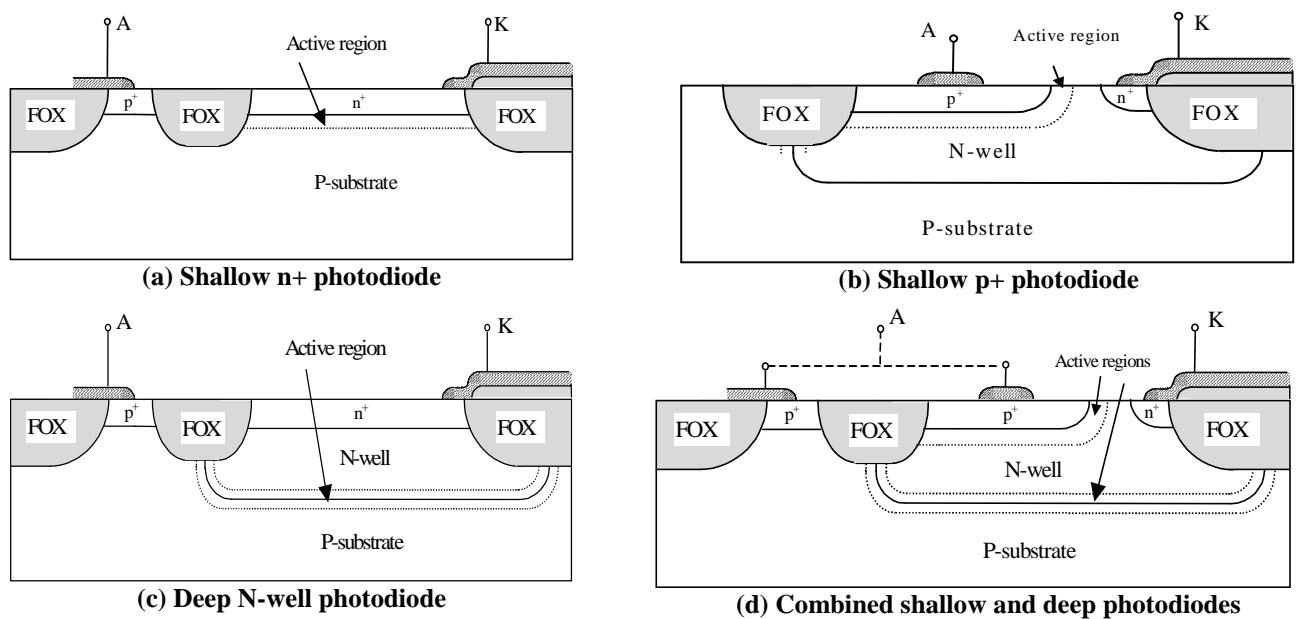 A
K
Active region
FOX
p+
FOX
n+
FOX
P-substrate
(a) Shallow n+ photodiode
A
Active region
K
FOX
p+
n+
FOX
N-well
P-substrate
(b) Shallow p+ photodiode
A
K
Active region
FOX
p+
FOX
n+
FOX
N-well
P-substrate
(c) Deep N-well photodiode
A
K
Active regions
FOX
p+
FOX
p+
n+
FOX
N-well
P-substrate
(d) Combined shallow and deep photodiodes